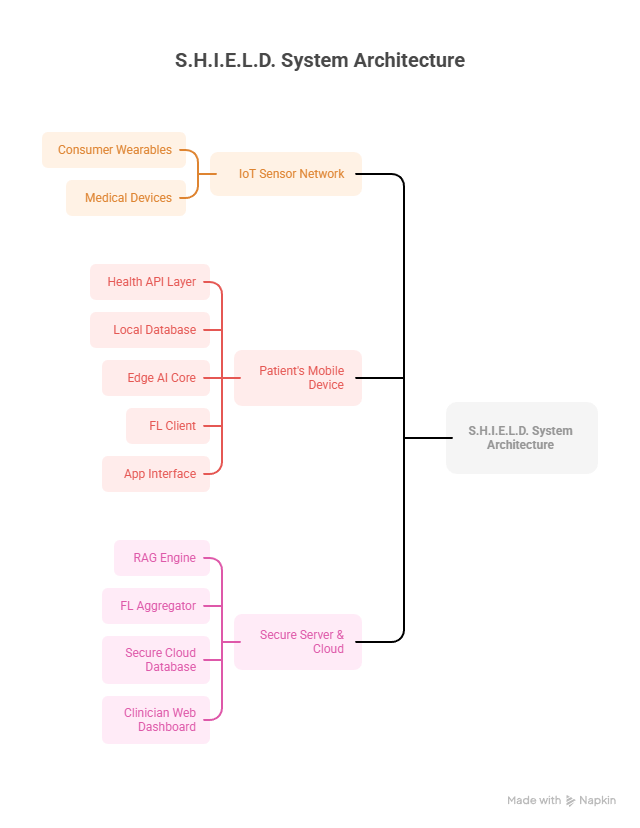 S.H.I.E.L.D. System Architecture
Consumer Wearables
IoT Sensor Network
Medical Devices
Health API Layer
Local Database
Edge AI Core
FL Client
App Interface
Patient's Mobile
Device
S.H.I.E.L.D. System
Architecture
RAG Engine
FL Aggregator
Secure Cloud
Database
Clinician Web
Dashboard
Secure Server &
Cloud
Made with Napkin